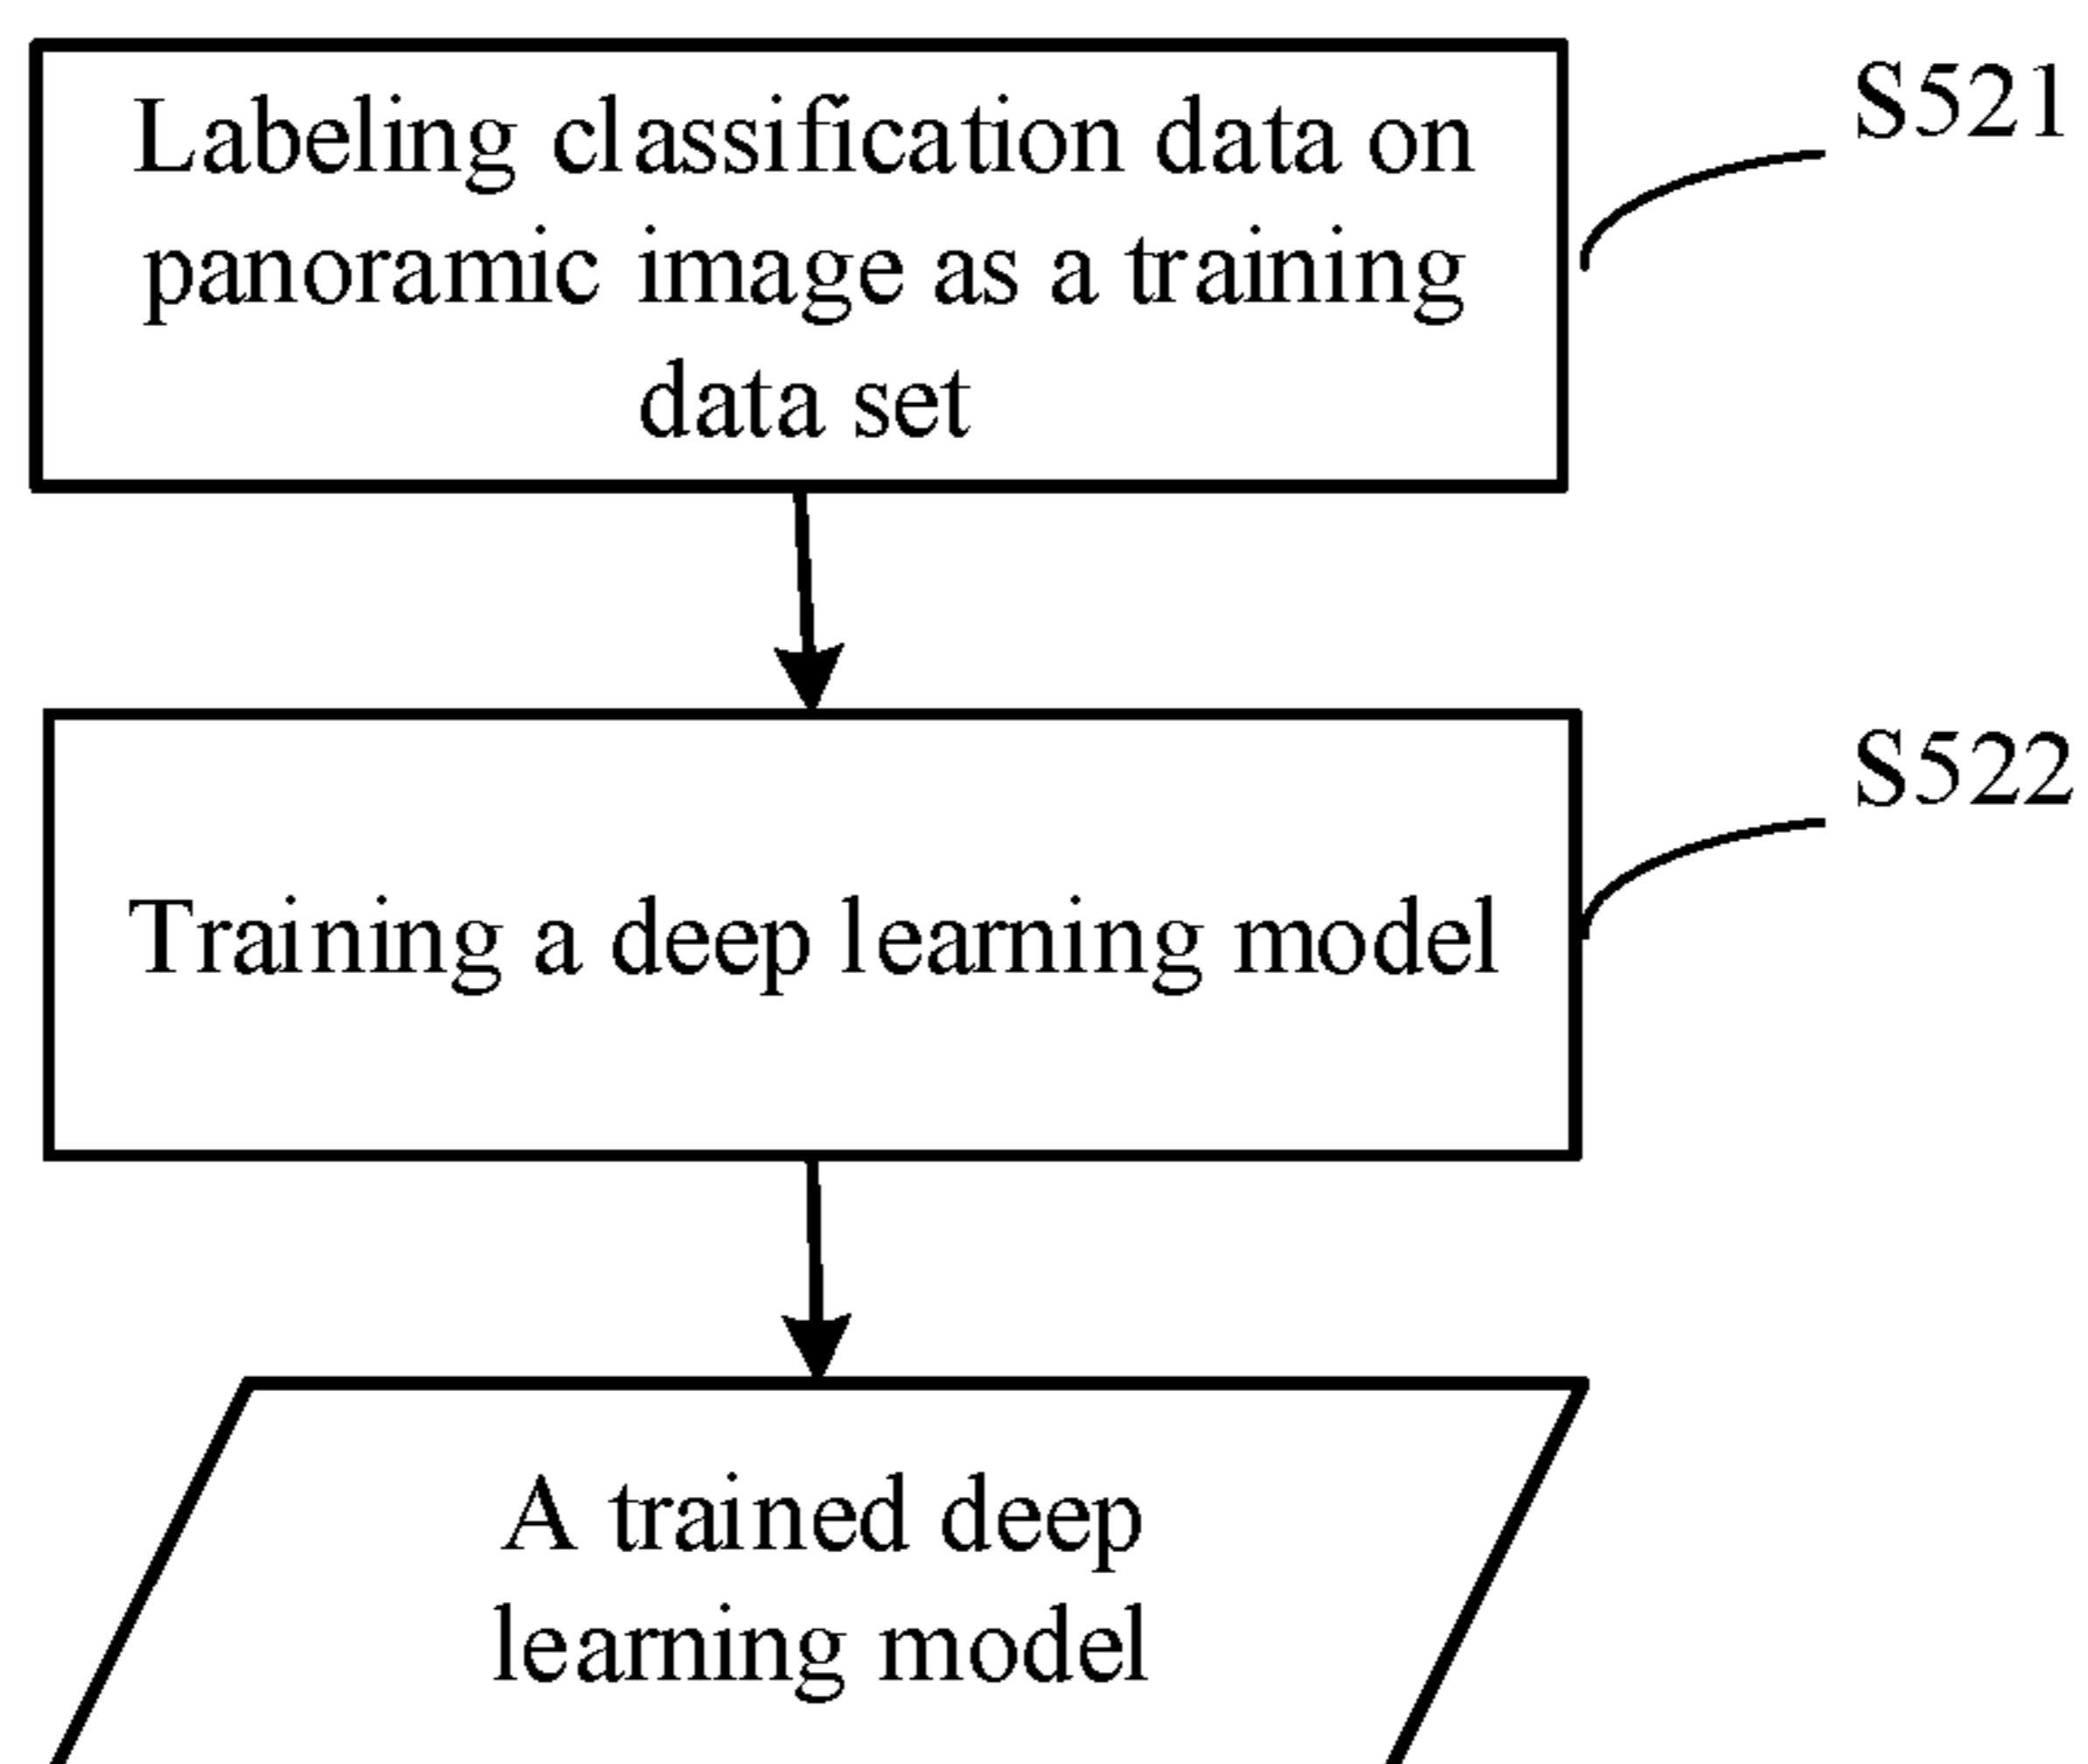 Labeling classification data on
panoramic image as a training
data set
S521
Training a deep learning model
S522
A trained deep
learning model